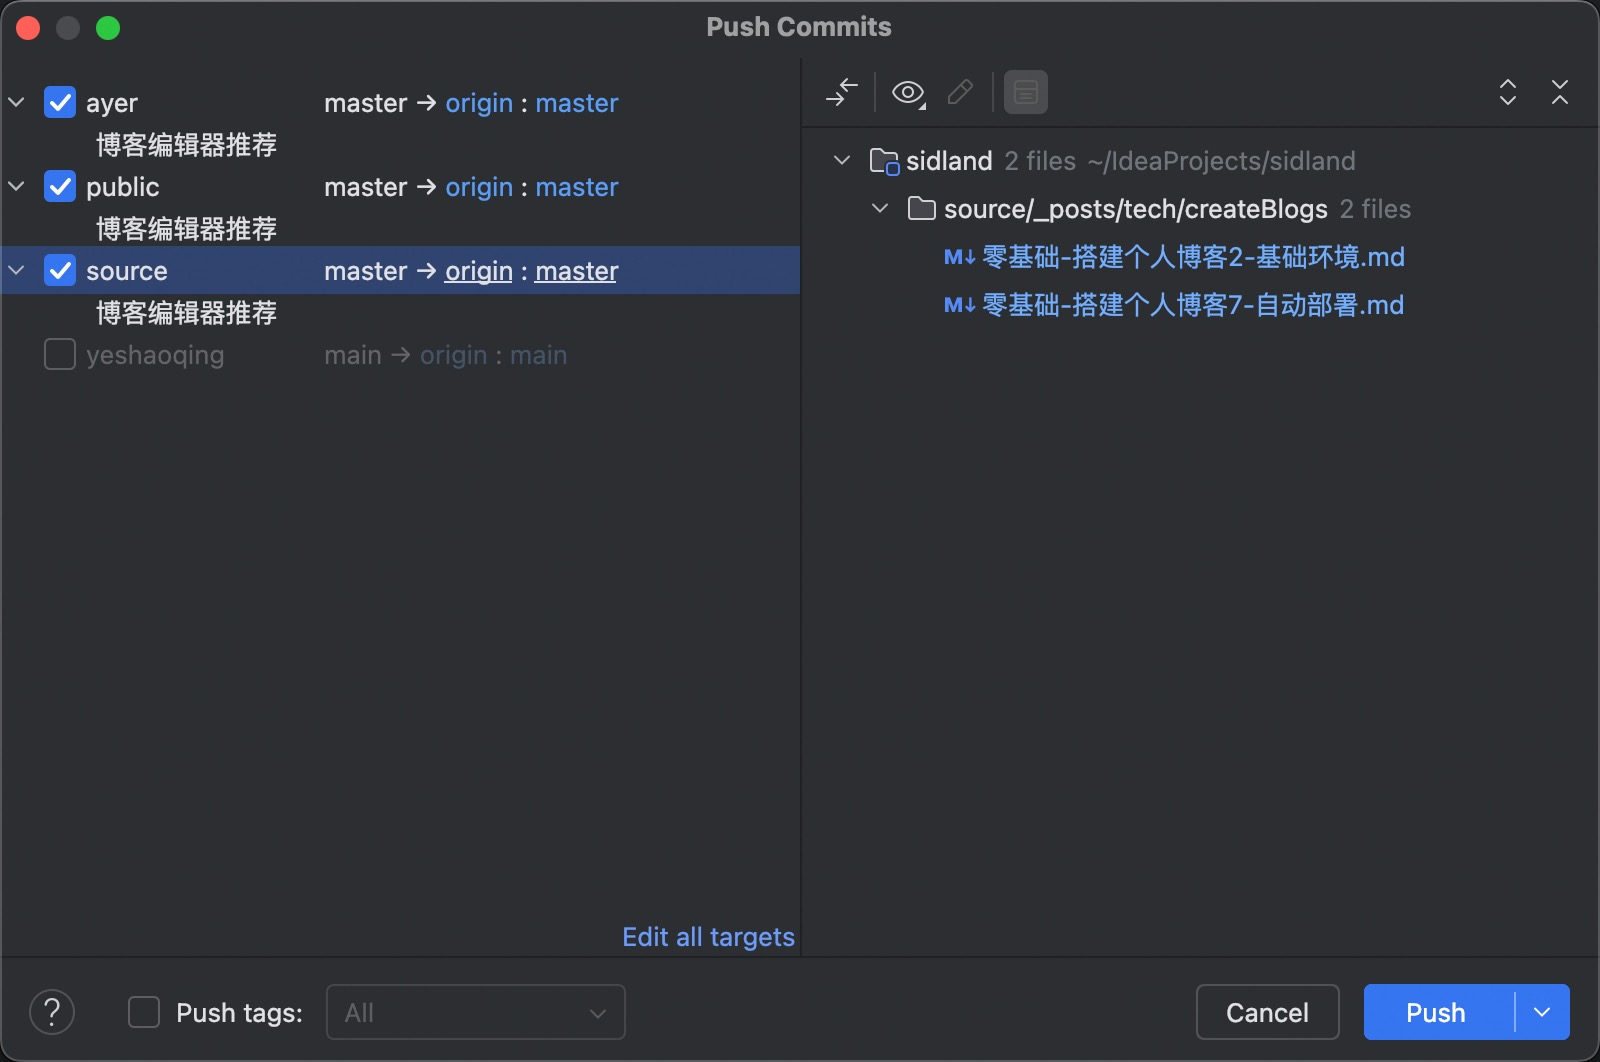 Push Commits
ayer master → origin : master
博客编辑器推荐
public master → origin : master
博客编辑器推荐
source master → origin : master
博客编辑器推荐
yeshaoqing main → origin : main
Edit all targets
sidland 2 files ~/IdeaProjects/sidland
source/_posts/tech/createBlogs 2 files
M↓ 零基础-搭建个人博客2-基础环境.md
M↓ 零基础-搭建个人博客7-自动部署.md
? Push tags: All Cancel Push